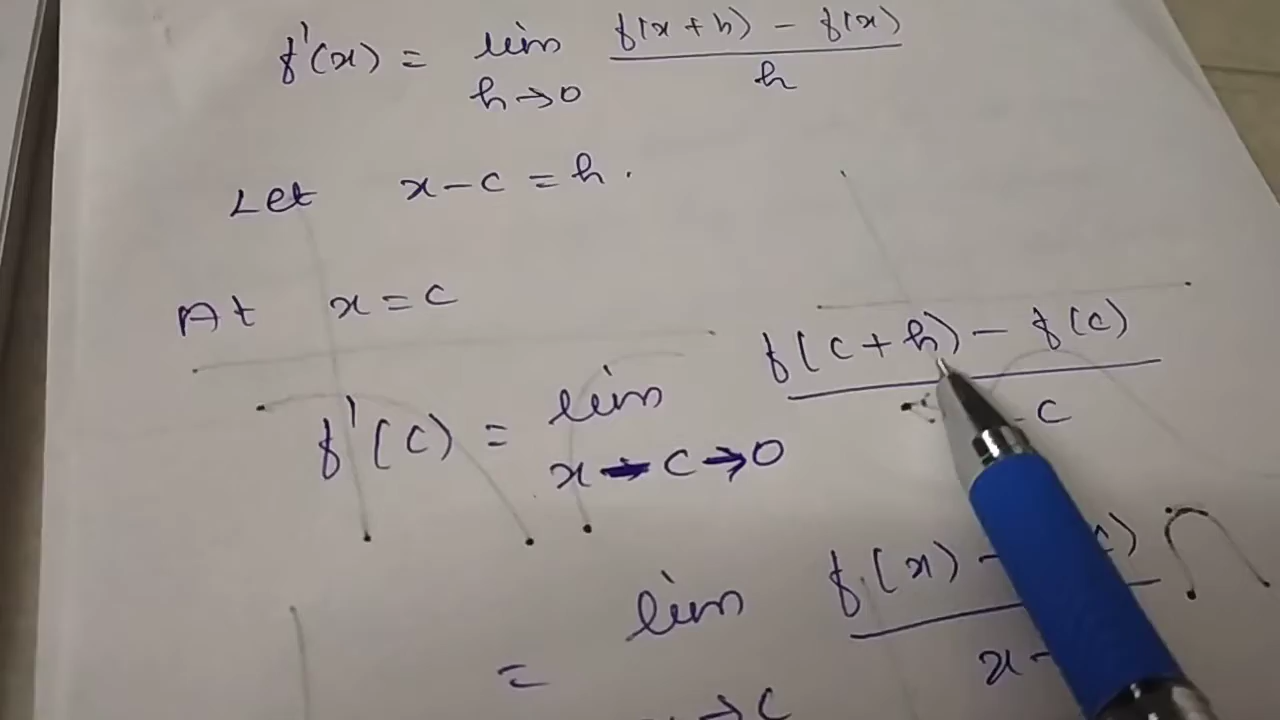 f'(x) = lim f(x+h) - f(x)
h→0 h
Let x-c = h.
At x=c
f'(c) = lim f(c+h) - f(c)
x-c→0 -c
= lim f(x) - c)
→c x-